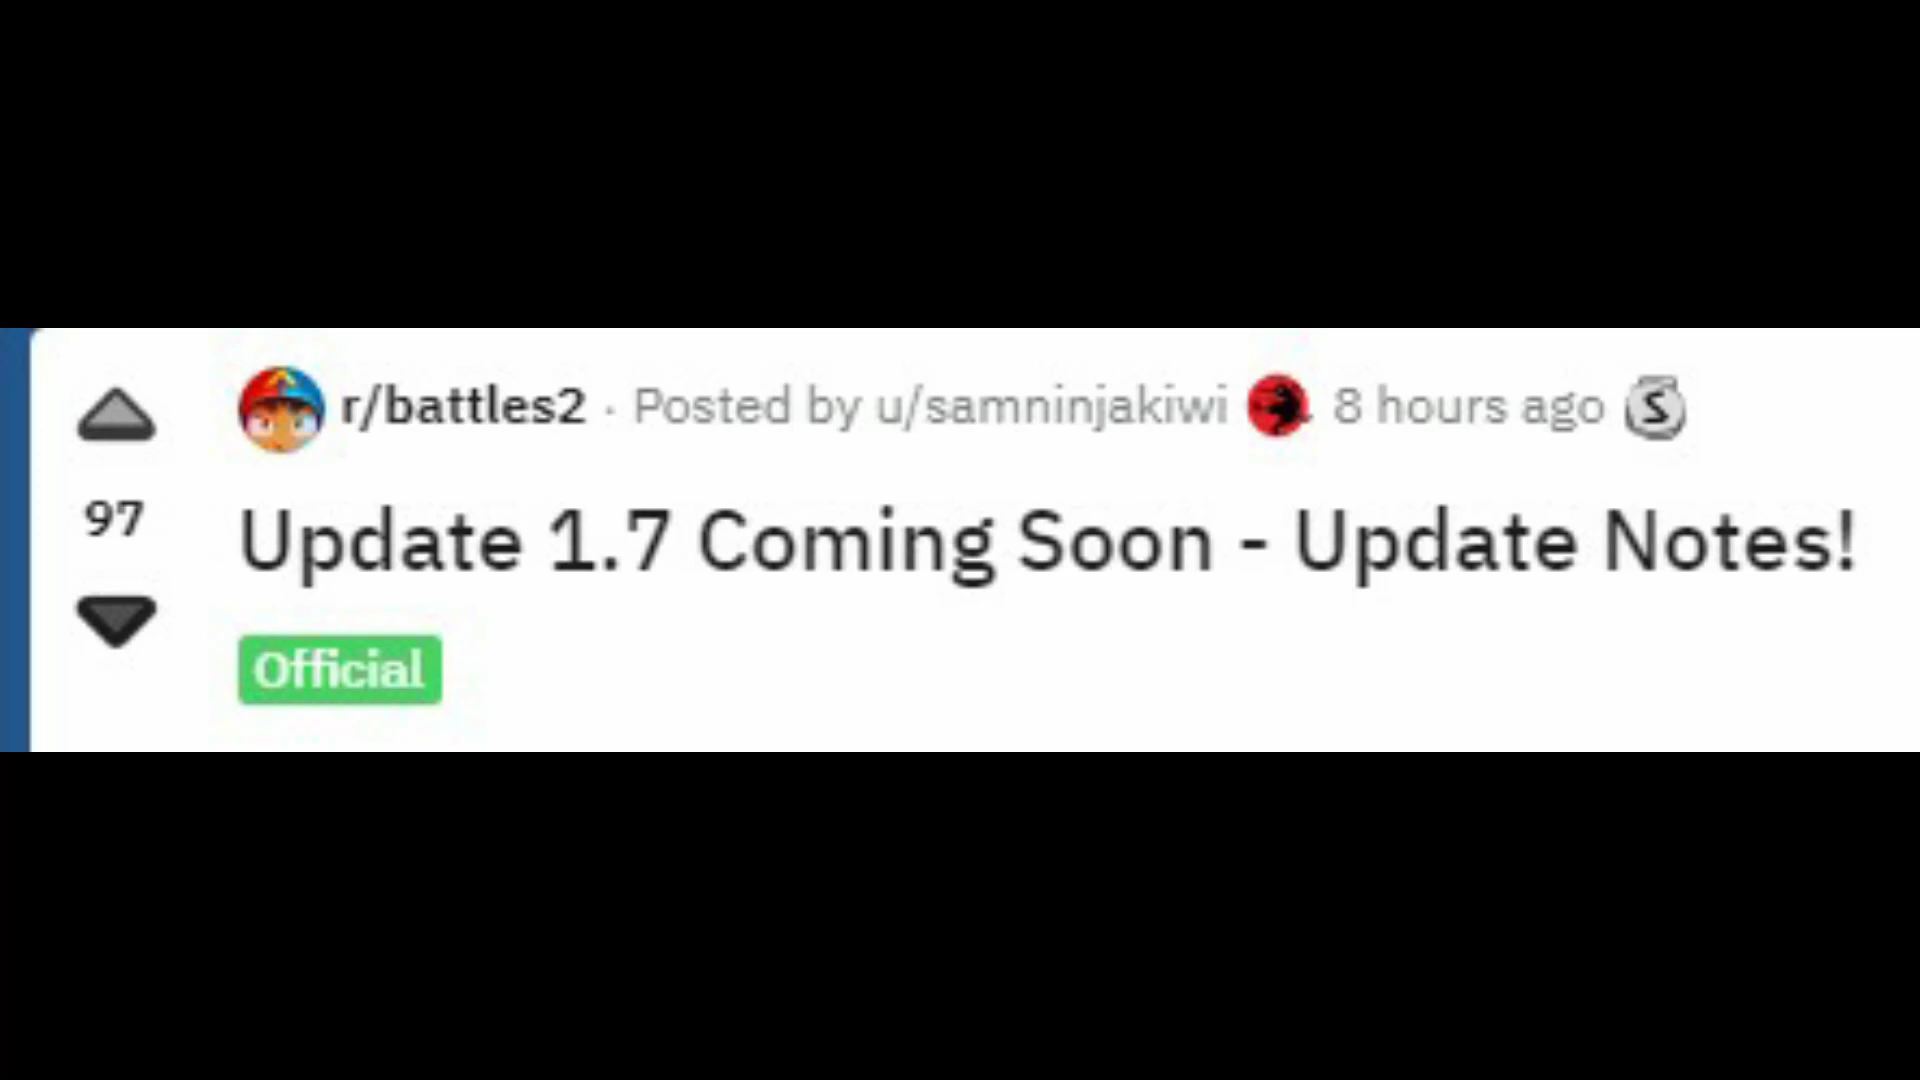 r/battles2 · Posted by u/samninjakiwi 8 hours ago S
97
Update 1.7 Coming Soon - Update Notes!
Official